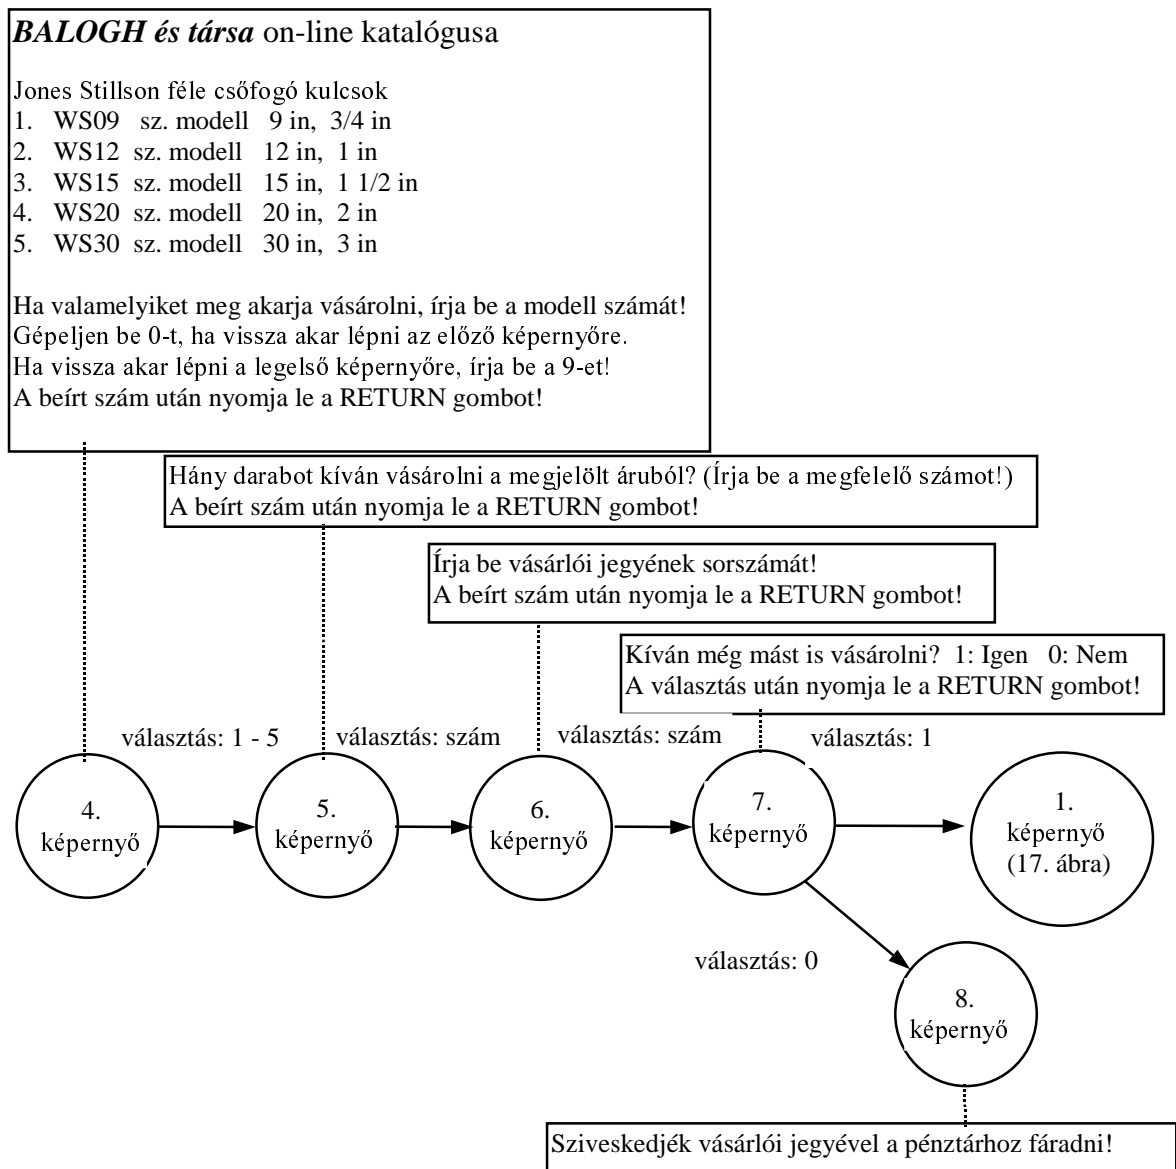 BALOGH és társa on-line katalógusa
Jones Stillson féle csőfogó kulcsok
1. WS09 sz. modell 9 in, 3/4 in
2. WS12 sz. modell 12 in, 1 in
3. WS15 sz. modell 15 in, 1 1/2 in
4. WS20 sz. modell 20 in, 2 in
5. WS30 sz. modell 30 in, 3 in
Ha valamelyiket meg akarja vásárolni, írja be a modell számát!
Gépeljen be 0-t, ha vissza akar lépni az előző képernyőre.
Ha vissza akar lépni a legelső képernyőre, írja be a 9-et!
A beírt szám után nyomja le a RETURN gombot!
Hány darabot kíván vásárolni a megjelölt áruból? (Írja be a megfelelő számot!)
A beírt szám után nyomja le a RETURN gombot!
Írja be vásárlói jegyének sorszámát!
A beírt szám után nyomja le a RETURN gombot!
Kíván még mást is vásárolni? 1: Igen 0: Nem
A választás után nyomja le a RETURN gombot!
választás: 1 - 5
választás: szám
választás: szám
választás: 1
4.
képernyő
5.
képernyő
6.
képernyő
7.
képernyő
1.
képernyő
(17. ábra)
választás: 0
8.
képernyő
Sziveskedjék vásárlói jegyével a pénztárhoz fáradni!